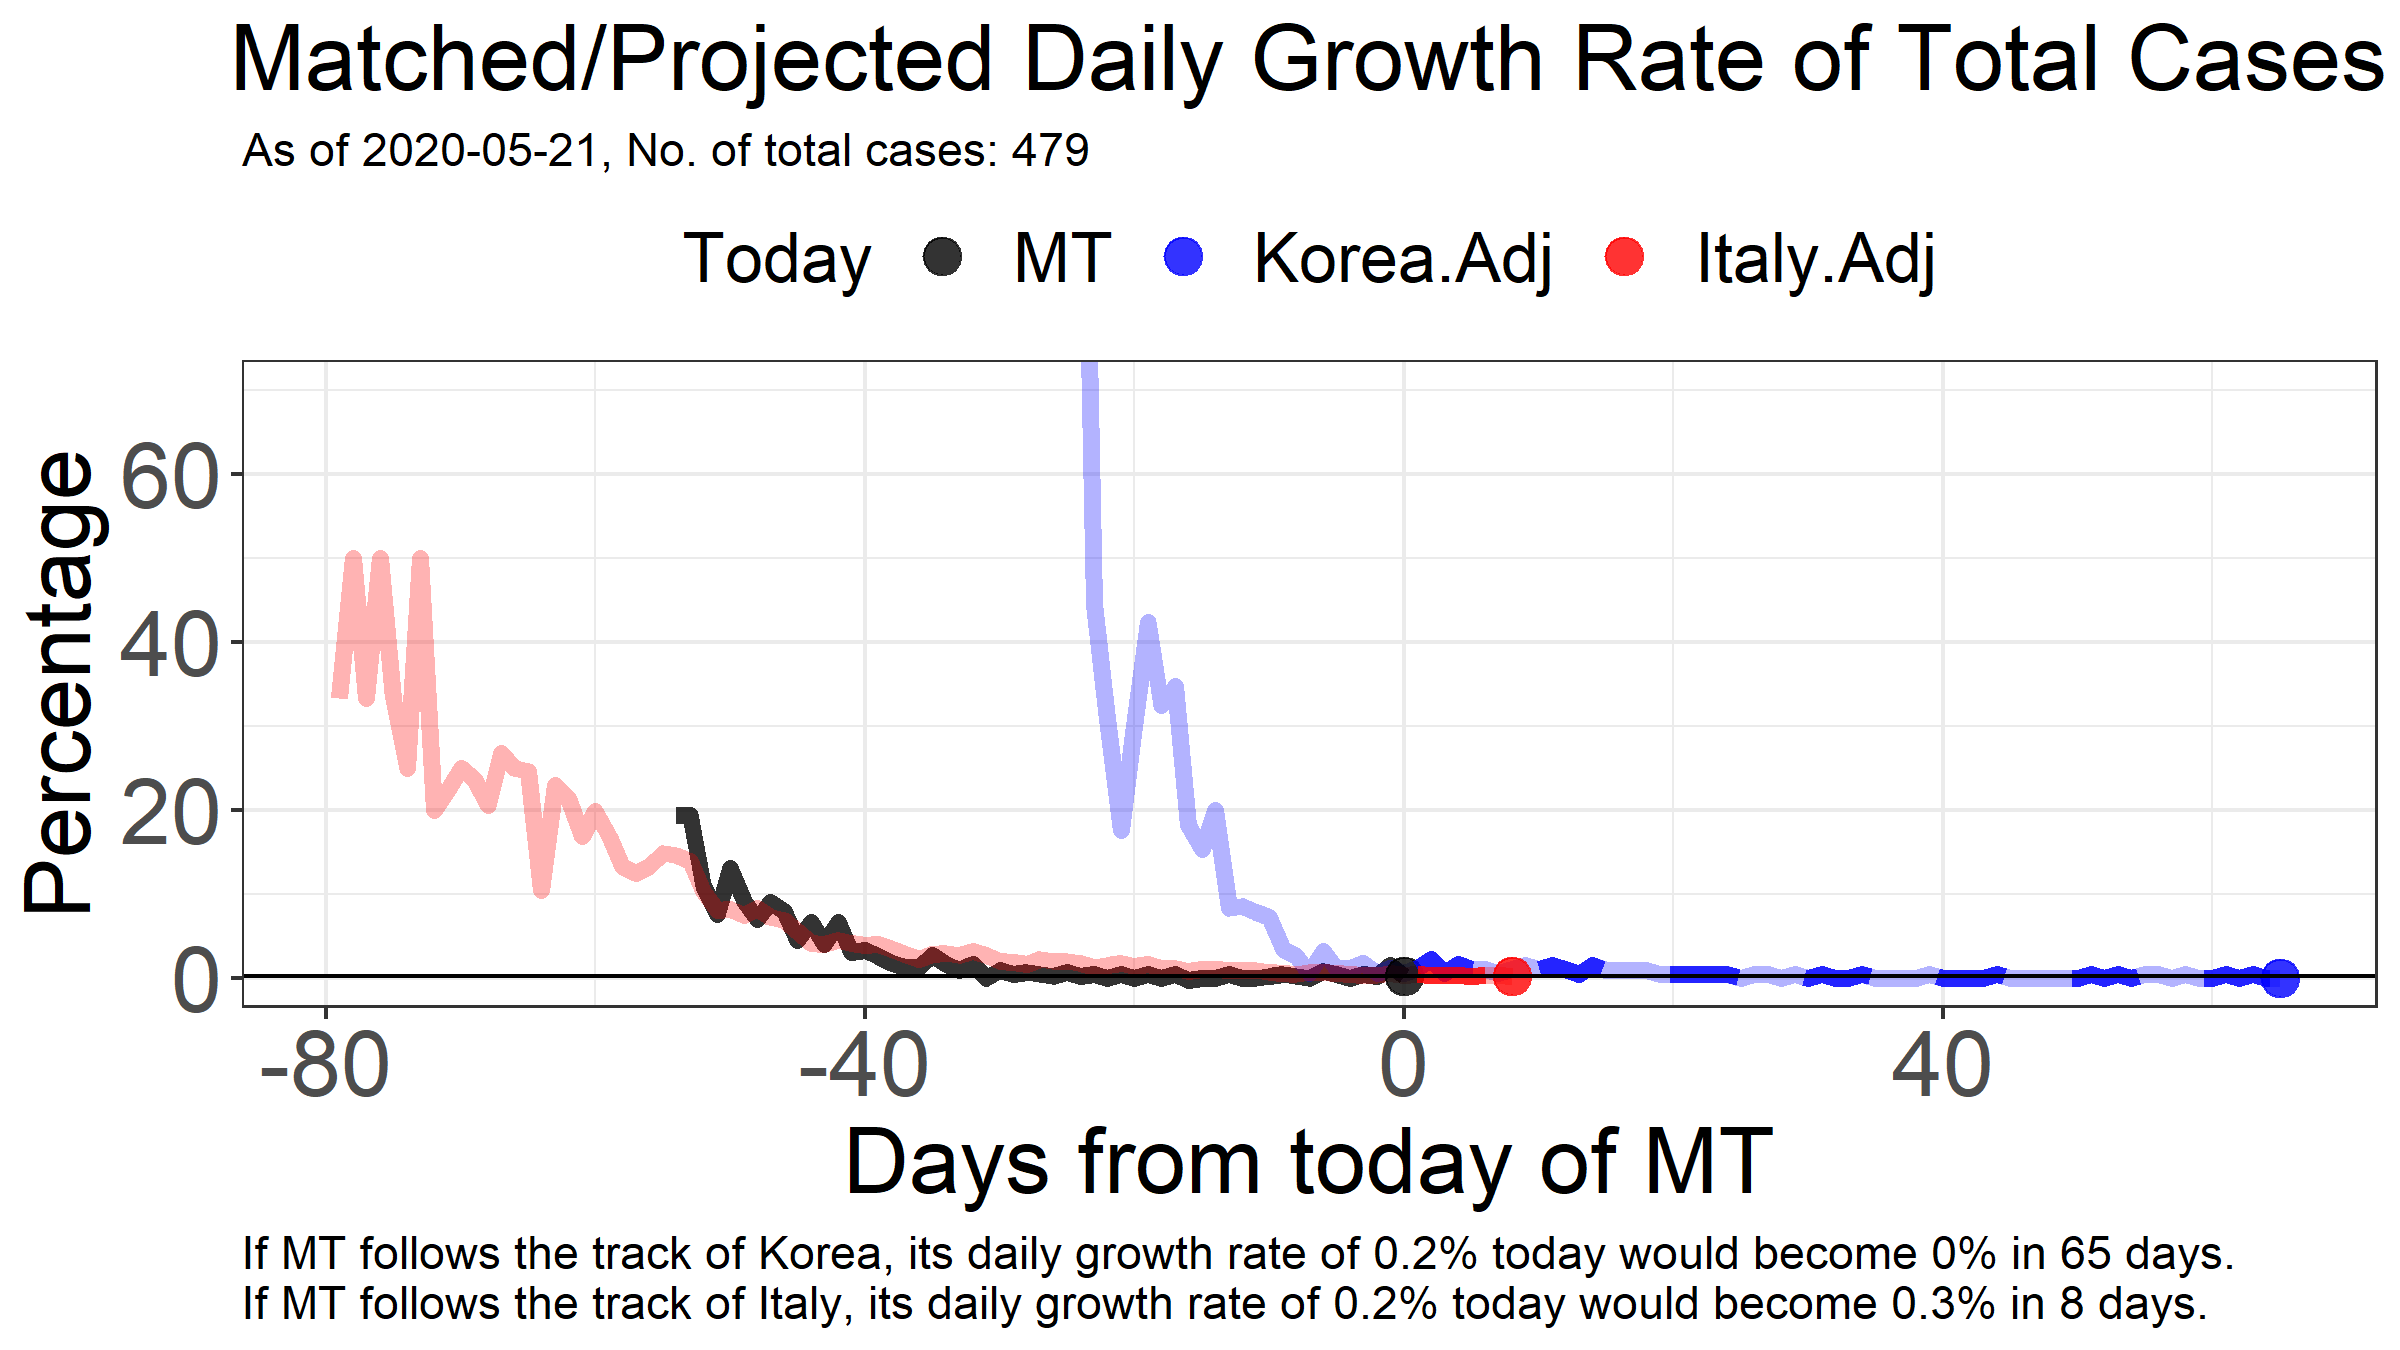 Matched/Projected Daily Growth Rate of Total Cases
As of 2020-05-21, No. of total cases: 479
Today MT Korea.Adj Italy.Adj
Percentage
60
40
20
0
-80 -40 0 40
Days from today of MT
If MT follows the track of Korea, its daily growth rate of 0.2% today would become 0% in 65 days.
If MT follows the track of Italy, its daily growth rate of 0.2% today would become 0.3% in 8 days.